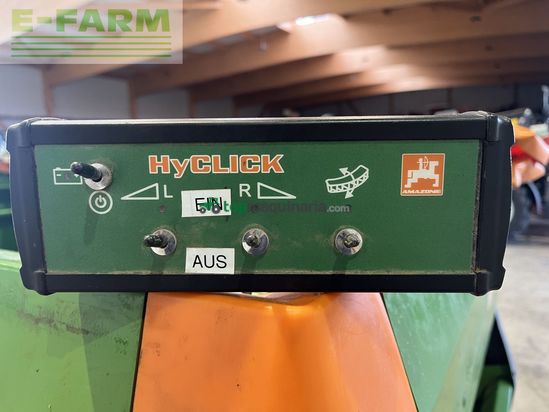 E-FARM
HyCLICK
L
R
EIN
AUS
AMAZONE